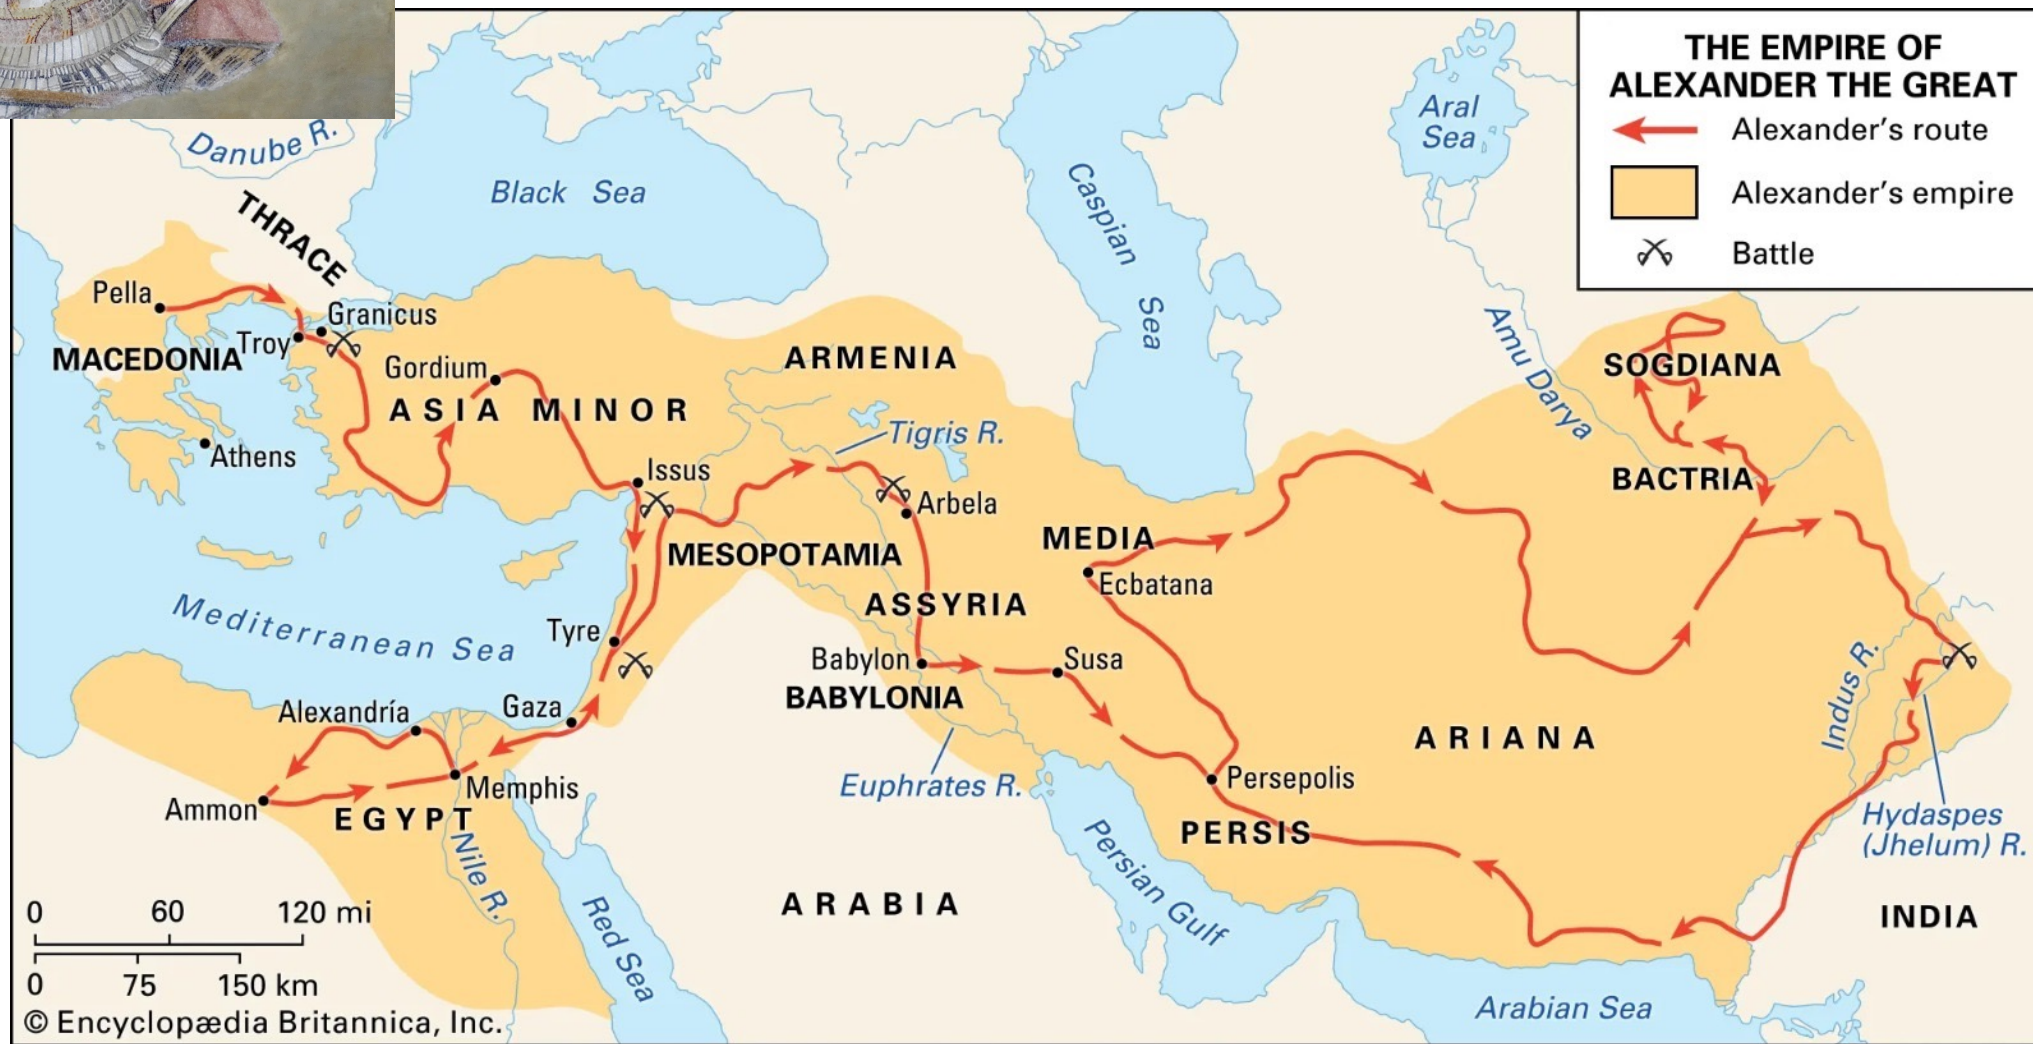 THE EMPIRE OF
ALEXANDER THE GREAT
Alexander's route
Alexander's empire
Battle
Danube R.
Black Sea
Caspian Sea
Aral
Sea
THRACE
Pella
Granicus
Troy
MACEDONIA
Gordium
ASIA MINOR
ARMENIA
Amu Darya
SOGDIANA
Athens
Tigris R.
Issus
BACTRIA
Arbela
MEDIA
MESOPOTAMIA
Ecbatana
ASSYRIA
Mediterranean Sea
Tyre
Babylon
Susa
BABYLONIA
Indus R.
Alexandría
Gaza
ARIANA
Memphis
Euphrates R.
Persepolis
Ammon
EGYPT
PERSIS
Hydaspes
(Jhelum) R.
Nile R.
Persian Gulf
ARABIA
INDIA
Red Sea
Arabian Sea
0 60 120 mi
0 75 150 km
© Encyclopædia Britannica, Inc.